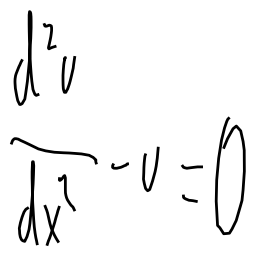 d²v
―― - v = 0
dx²